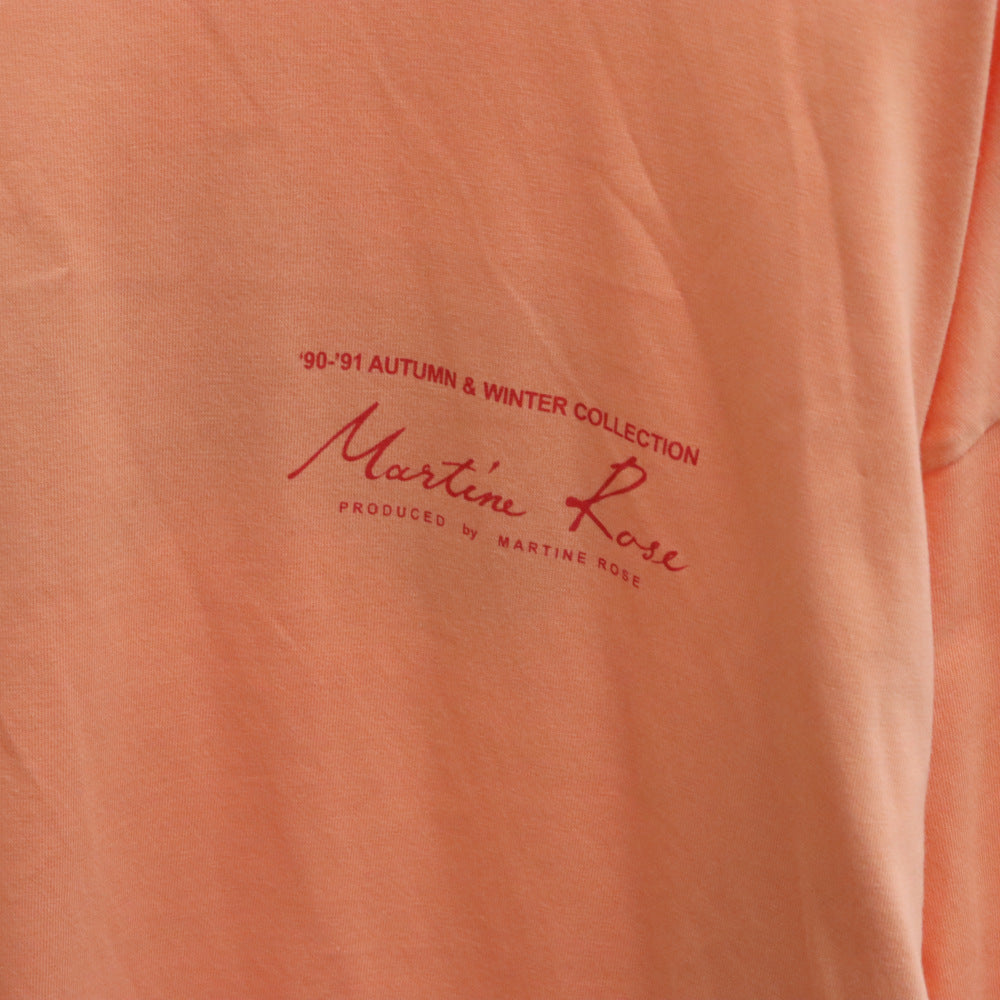 ‘90-’91 AUTUMN & WINTER COLLECTION
Martine Rose
PRODUCED by MARTINE ROSE